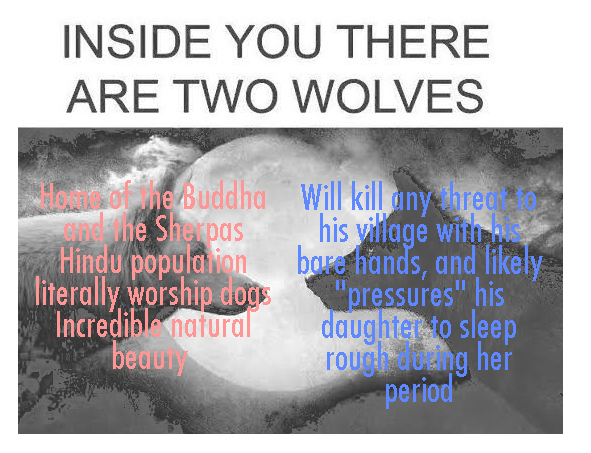 INSIDE YOU THERE
ARE TWO WOLVES
Home of the Buddha
and the Sherpas
Hindu population
literally worship dogs
Incredible natural
beauty
Will kill any threat to
his village with his
bare hands, and likely
"pressures" his
daughter to sleep
rough during her
period